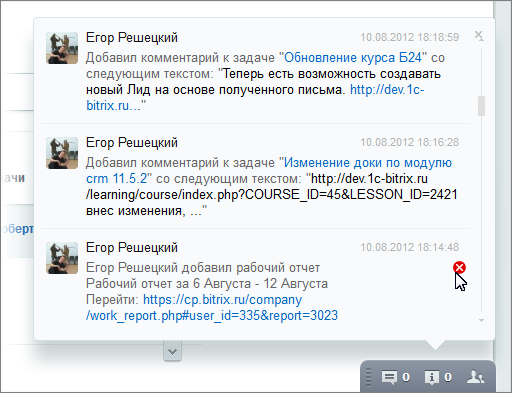 Егор Решецкий 10.08.2012 18:18:59
Добавил комментарий к задаче "Обновление курса Б24" со
следующим текстом: "Теперь есть возможность создавать
новый Лид на основе полученного письма. http://dev.1c-
bitrix.ru..."
Егор Решецкий 10.08.2012 18:16:28
Добавил комментарий к задаче "Изменение доки по модулю
crm 11.5.2" со следующим текстом: "http://dev.1c-bitrix.ru
/learning/course/index.php?COURSE_ID=45&LESSON_ID=2421
внес изменения, ..."
Егор Решецкий 10.08.2012 18:14:48
Егор Решецкий добавил рабочий отчет
Рабочий отчет за 6 Августа - 12 Августа
Перейти: https://cp.bitrix.ru/company
/work_report.php#user_id=335&report=3023
дачи
оберт
0 0